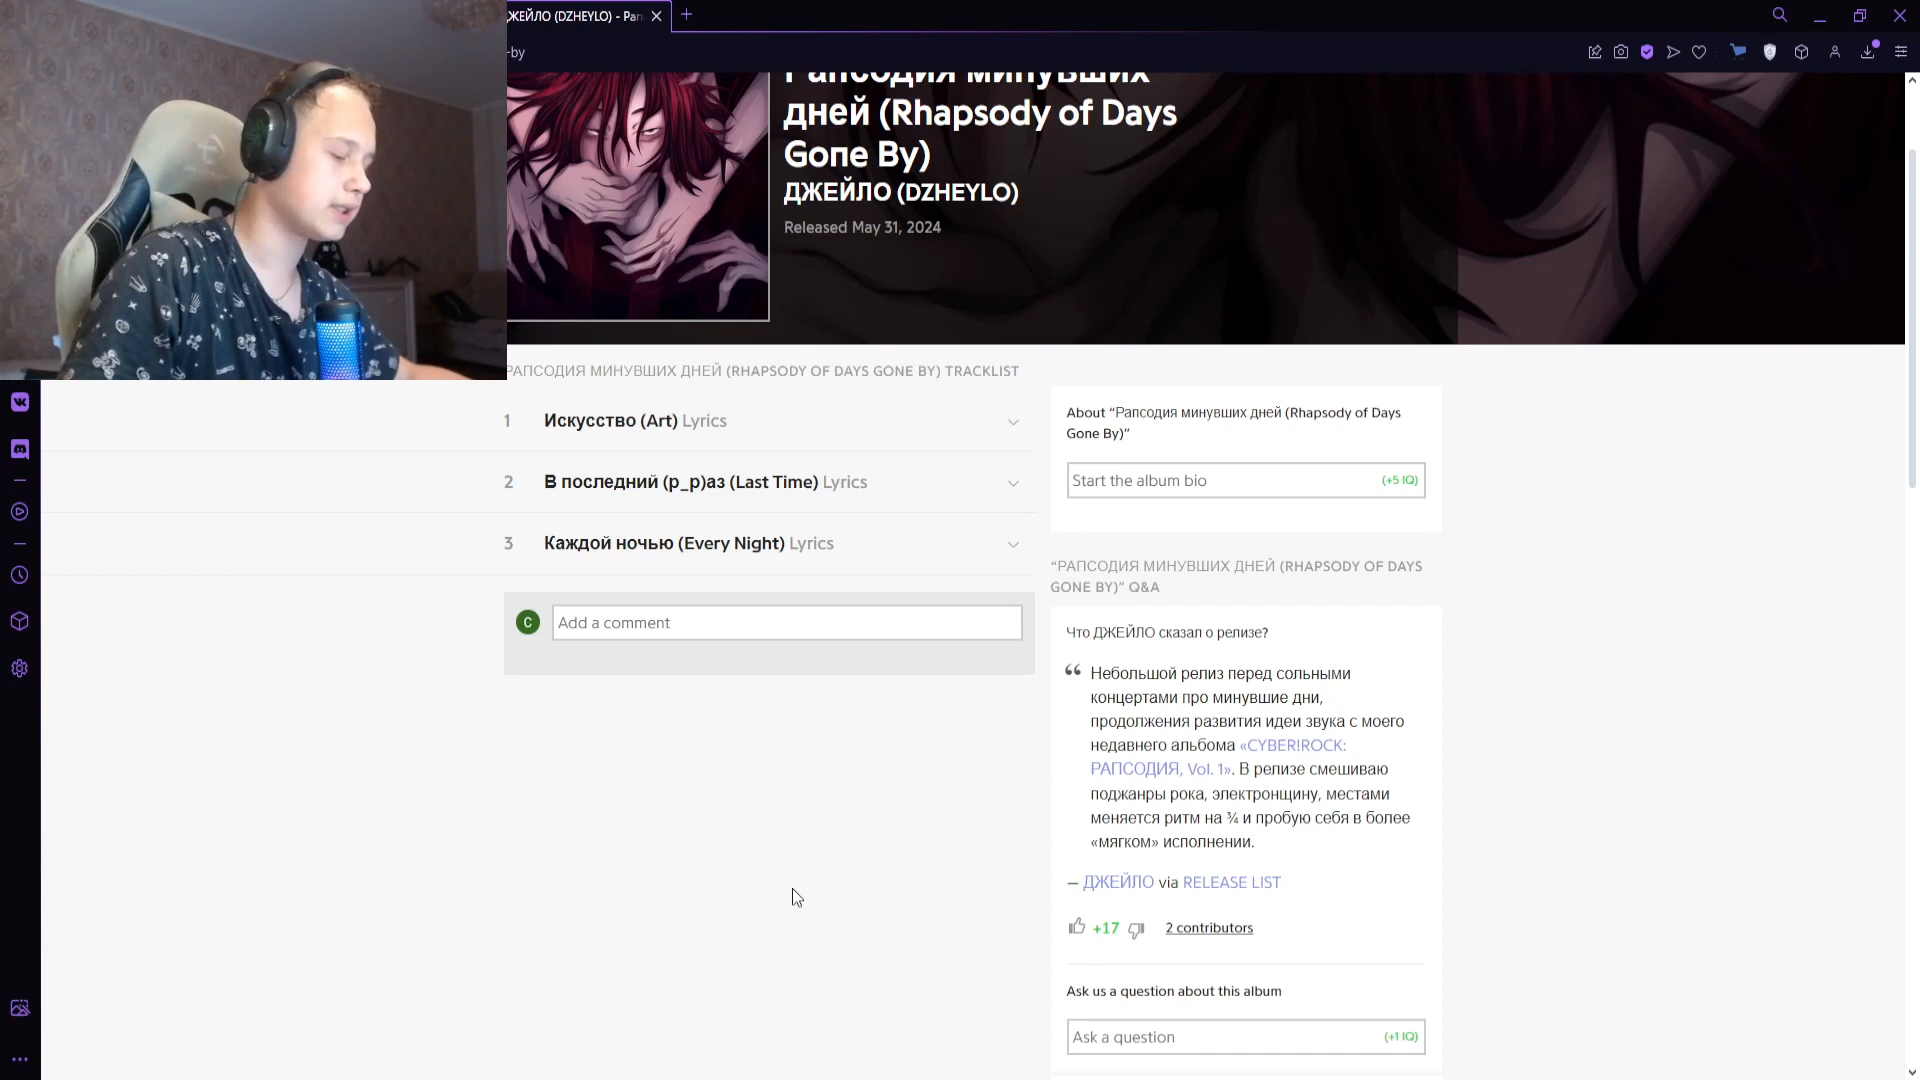 ДЖЕЙЛО (DZHEYLO) - Рап
-by
Рапсодия минувших
дней (Rhapsody of Days
Gone By)
ДЖЕЙЛО (DZHEYLO)
Released May 31, 2024
РАПСОДИЯ МИНУВШИХ ДНЕЙ (RHAPSODY OF DAYS GONE BY) TRACKLIST
1 Искусство (Art) Lyrics
2 В последний (р_р)аз (Last Time) Lyrics
3 Каждой ночью (Every Night) Lyrics
C Add a comment
About “Рапсодия минувших дней (Rhapsody of Days
Gone By)”
Start the album bio (+5 IQ)
“РАПСОДИЯ МИНУВШИХ ДНЕЙ (RHAPSODY OF DAYS
GONE BY)” Q&A
Что ДЖЕЙЛО сказал о релизе?
“ Небольшой релиз перед сольными
концертами про минувшие дни,
продолжения развития идеи звука с моего
недавнего альбома «CYBER!ROCK:
РАПСОДИЯ, Vol. 1». В релизе смешиваю
поджанры рока, электронщину, местами
меняется ритм на ¾ и пробую себя в более
«мягком» исполнении.
— ДЖЕЙЛО via RELEASE LIST
+17 2 contributors
Ask us a question about this album
Ask a question (+1 IQ)